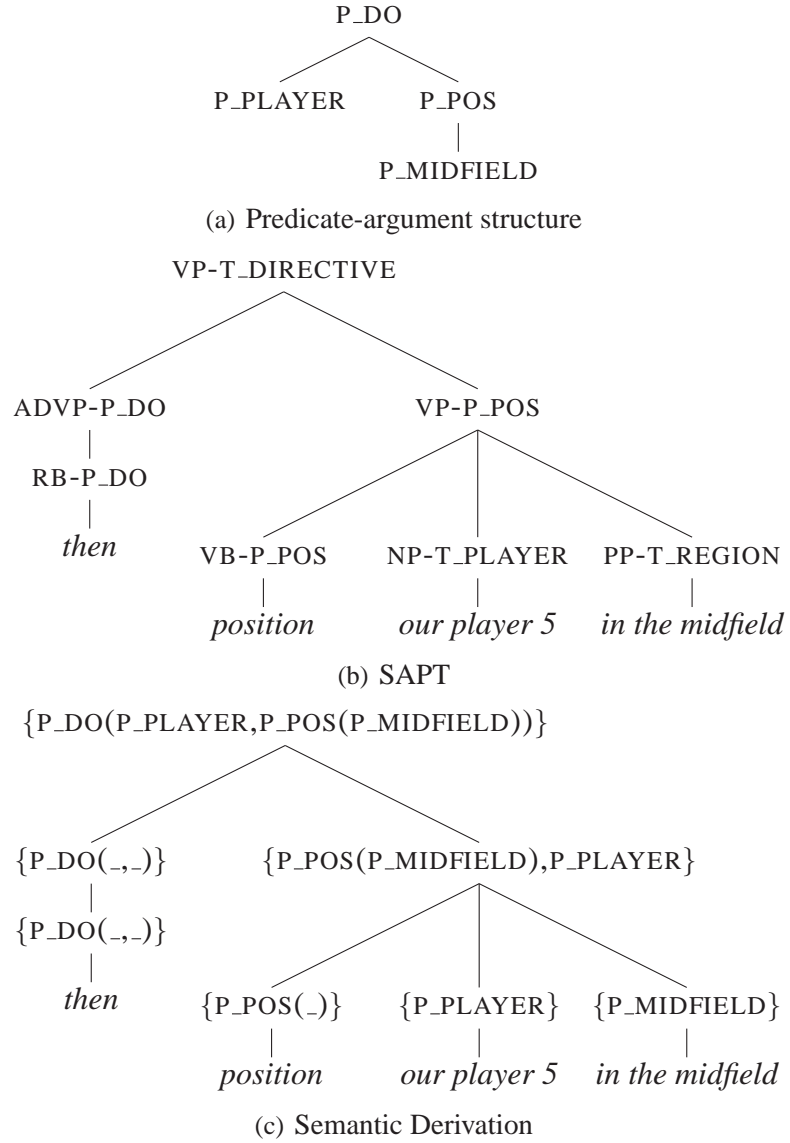 P_DO
P_PLAYER P_POS
P_MIDFIELD
(a) Predicate-argument structure
VP-T_DIRECTIVE
ADVP-P_DO VP-P_POS
RB-P_DO
then VB-P_POS NP-T_PLAYER PP-T_REGION
position our player 5 in the midfield
(b) SAPT
{P_DO(P_PLAYER,P_POS(P_MIDFIELD))}
{P_DO(_,_)} {P_POS(P_MIDFIELD),P_PLAYER}
{P_DO(_,_)}
then {P_POS(_)} {P_PLAYER} {P_MIDFIELD}
position our player 5 in the midfield
(c) Semantic Derivation